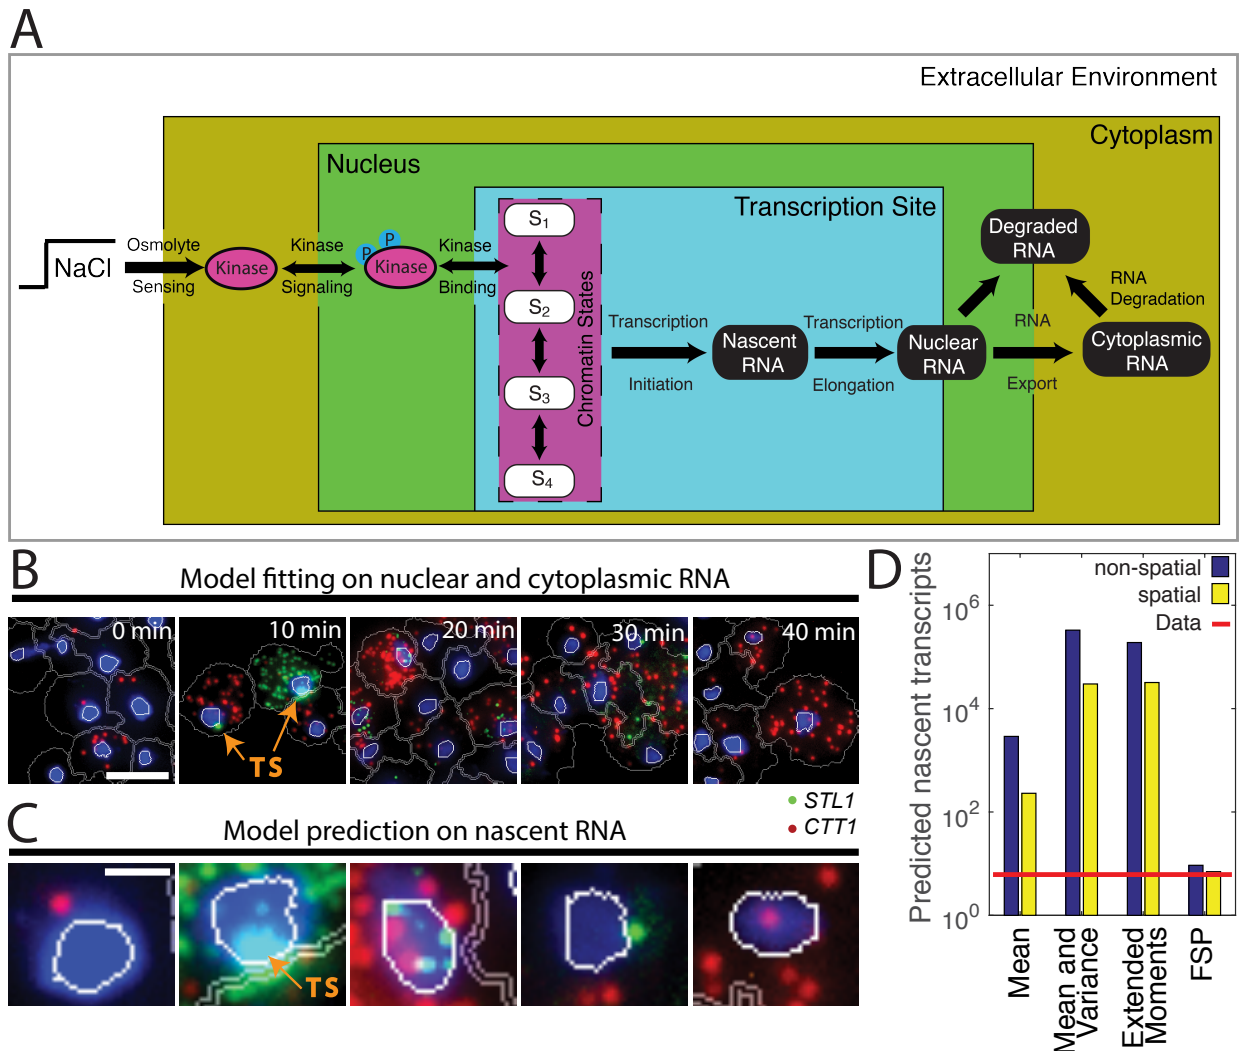 A
Extracellular Environment
Cytoplasm
Nucleus
Transcription Site
NaCl
Osmolyte
Sensing
Kinase
Kinase
Signaling
P
P
Kinase
Kinase
Binding
S1
S2
S3
S4
Chromatin States
Transcription
Initiation
Nascent
RNA
Transcription
Elongation
Nuclear
RNA
Degraded
RNA
RNA
Export
RNA
Degradation
Cytoplasmic
RNA
B
Model fitting on nuclear and cytoplasmic RNA
0 min
10 min
20 min
30 min
40 min
TS
STL1
CTT1
C
Model prediction on nascent RNA
TS
D
Predicted nascent transcripts
10^6
10^4
10^2
10^0
non-spatial
spatial
Data
Mean
Mean and
Variance
Extended
Moments
FSP